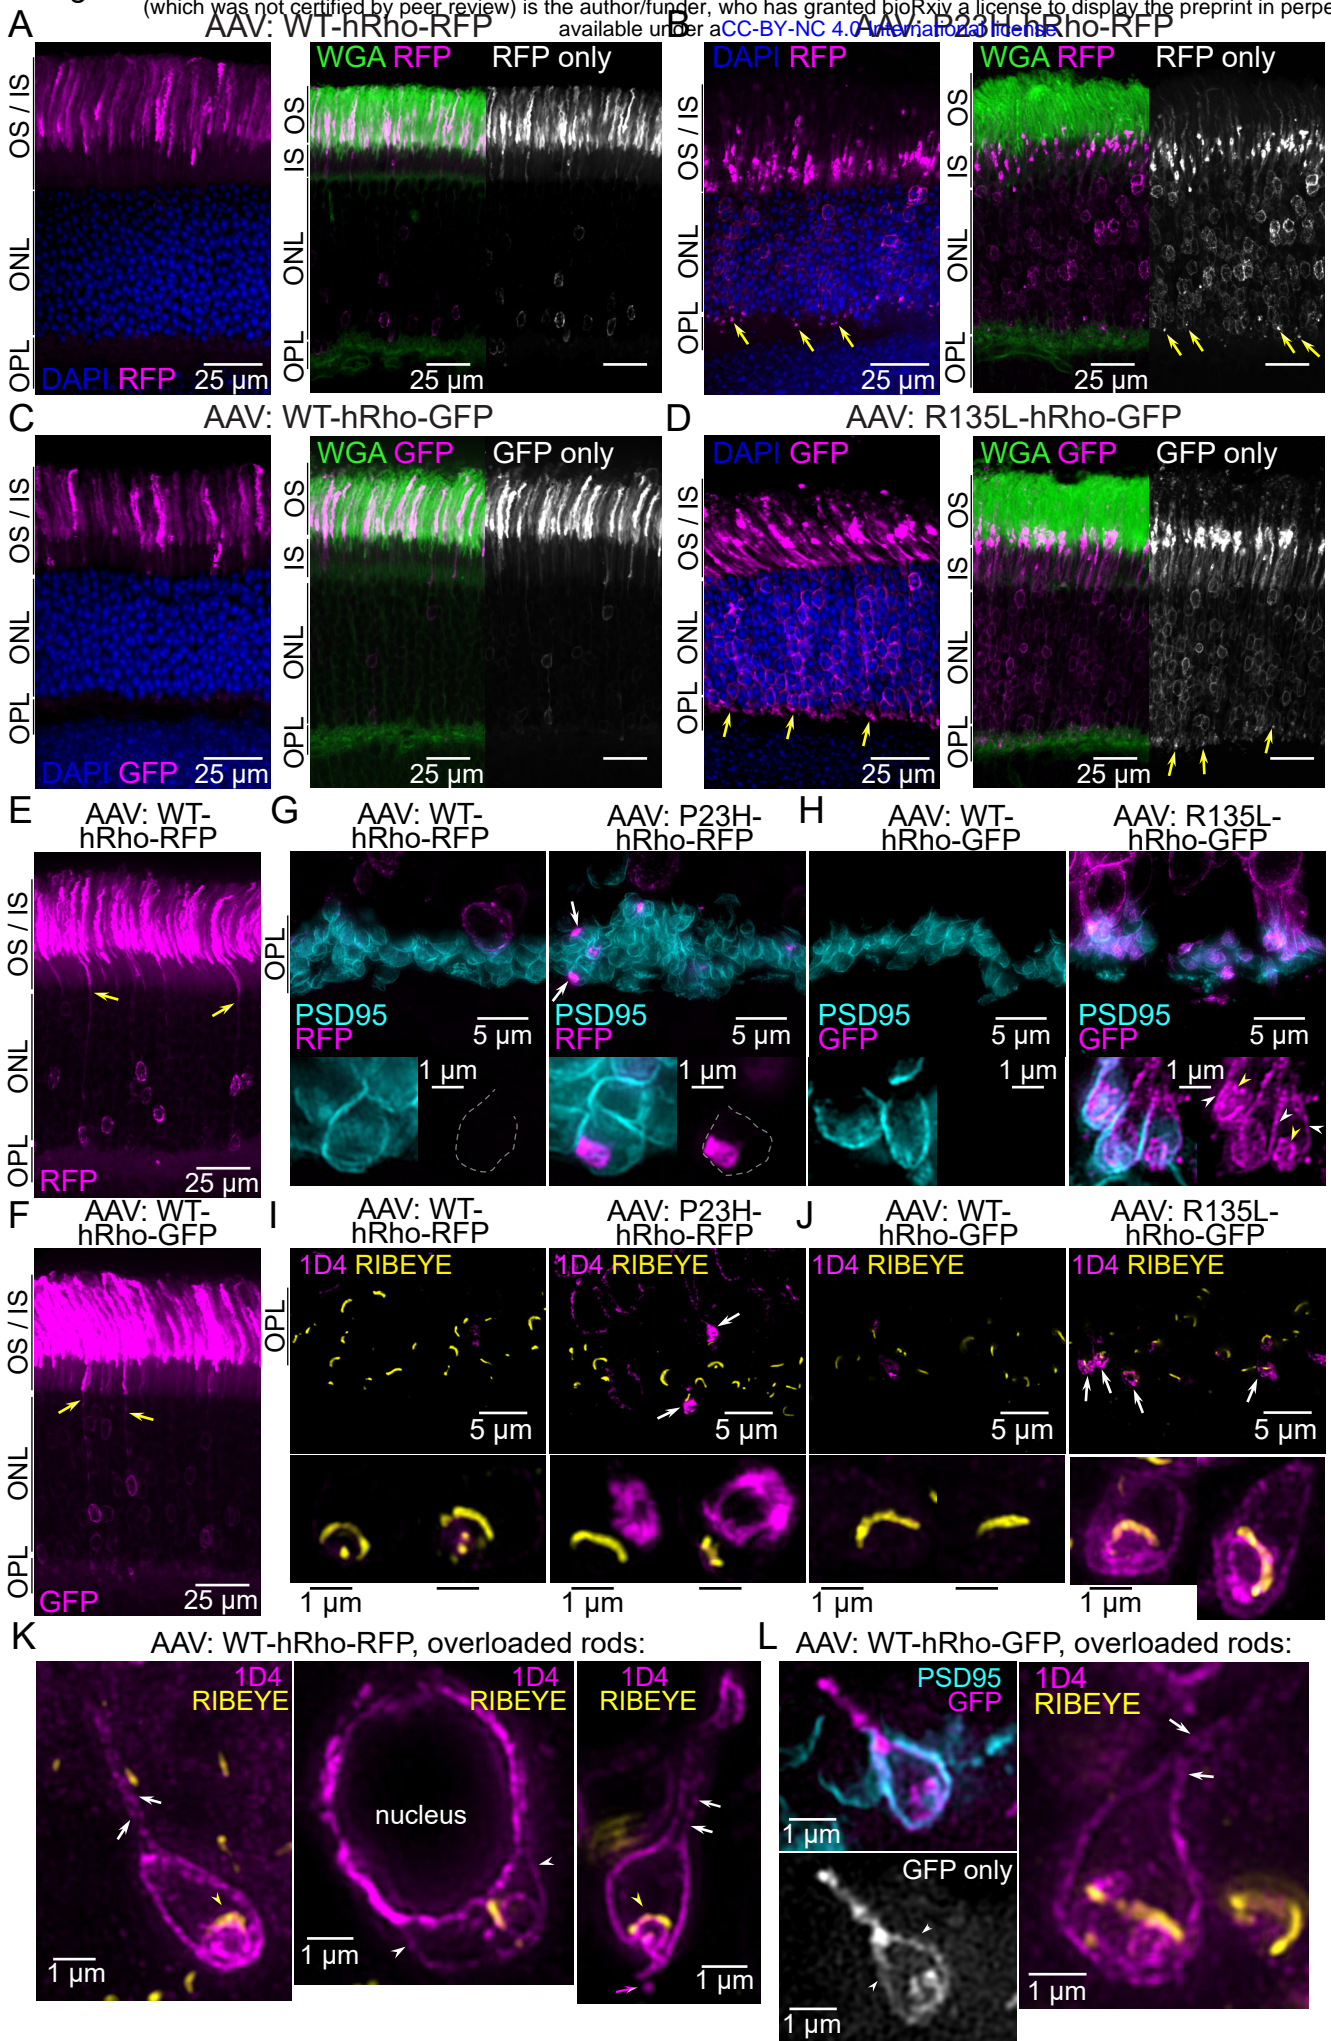 (which was not certified by peer review) is the author/funder, who has granted bioRxiv a license to display the preprint in perpe
available under aCC-BY-NC 4.0 International license
A AAV: WT-hRho-RFP
B AAV: P23H-hRho-RFP
OS / IS
ONL
OPL
DAPI RFP
25 µm
WGA RFP
RFP only
OS
IS
ONL
OPL
25 µm
DAPI RFP
OS / IS
ONL
OPL
25 µm
WGA RFP
RFP only
OS
IS
ONL
OPL
25 µm
C AAV: WT-hRho-GFP
D AAV: R135L-hRho-GFP
OS / IS
ONL
OPL
DAPI GFP
25 µm
WGA GFP
GFP only
OS
IS
ONL
OPL
25 µm
DAPI GFP
OS / IS
ONL
OPL
25 µm
WGA GFP
GFP only
OS
IS
ONL
OPL
25 µm
E AAV: WT-
hRho-RFP
OS / IS
ONL
OPL
RFP
25 µm
G AAV: WT-
hRho-RFP
AAV: P23H-
hRho-RFP
OPL
PSD95
RFP
5 µm
PSD95
RFP
5 µm
1 µm
1 µm
H AAV: WT-
hRho-GFP
AAV: R135L-
hRho-GFP
PSD95
GFP
5 µm
PSD95
GFP
5 µm
1 µm
1 µm
F AAV: WT-
hRho-GFP
OS / IS
ONL
OPL
GFP
25 µm
I AAV: WT-
hRho-RFP
AAV: P23H-
hRho-RFP
OPL
1D4 RIBEYE
5 µm
1D4 RIBEYE
5 µm
1 µm
1 µm
J AAV: WT-
hRho-GFP
AAV: R135L-
hRho-GFP
1D4 RIBEYE
5 µm
1D4 RIBEYE
5 µm
1 µm
1 µm
K AAV: WT-hRho-RFP, overloaded rods:
1D4
RIBEYE
1 µm
1D4
RIBEYE
nucleus
1 µm
1D4
RIBEYE
1 µm
L AAV: WT-hRho-GFP, overloaded rods:
PSD95
GFP
1 µm
GFP only
1 µm
1D4
RIBEYE
1 µm